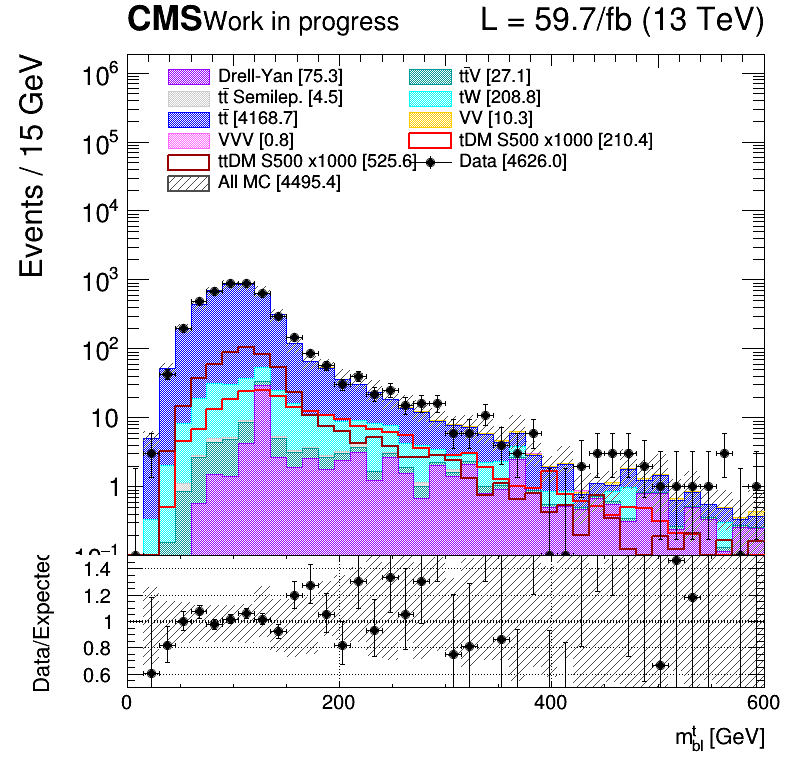 CMS Work in progress L = 59.7/fb (13 TeV)
Events / 15 GeV
10⁶
10⁵
10⁴
10³
10²
10
1
10⁻¹
Drell-Yan [75.3]
tt̄V [27.1]
tt̄ Semilep. [4.5]
tW [208.8]
tt̄ [4168.7]
VV [10.3]
VVV [0.8]
tDM S500 x1000 [210.4]
ttDM S500 x1000 [525.6]
Data [4626.0]
All MC [4495.4]
Data/Expected
1.4
1.2
1
0.8
0.6
0 200 400 600
mᵗbl [GeV]